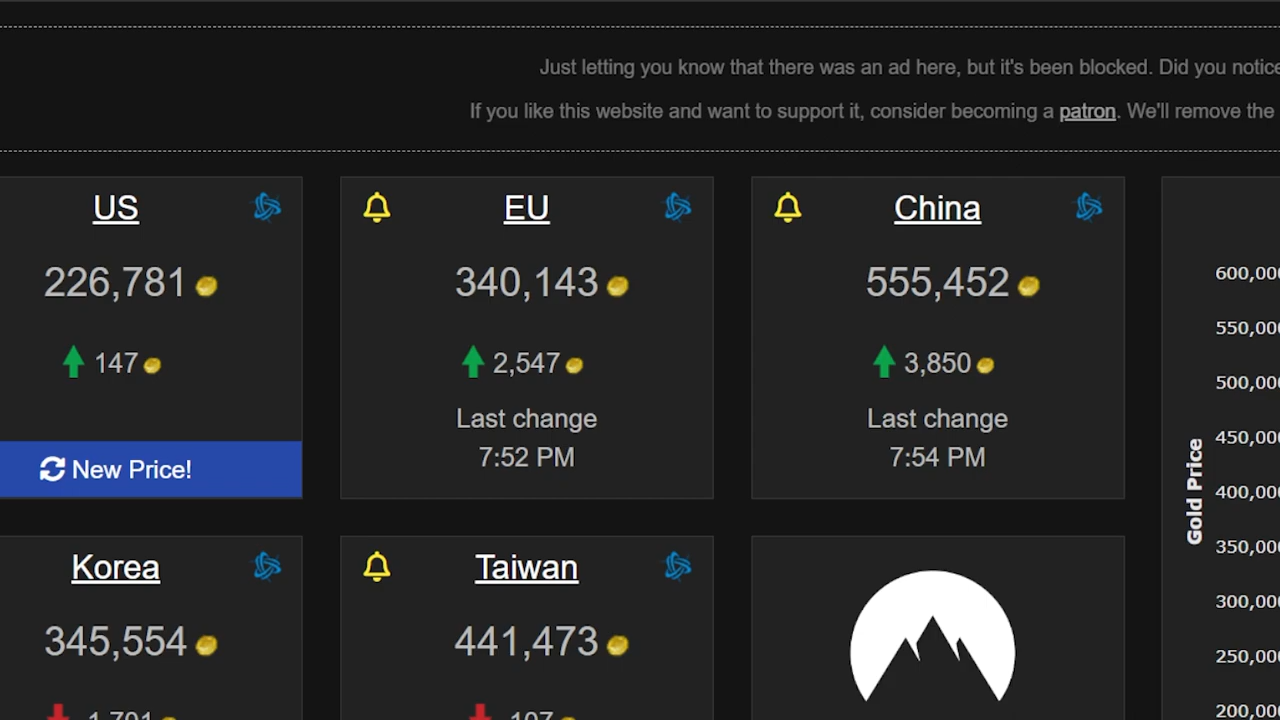 Just letting you know that there was an ad here, but it's been blocked. Did you notice
If you like this website and want to support it, consider becoming a patron. We'll remove the
US
226,781
147
New Price!
EU
340,143
2,547
Last change
7:52 PM
China
555,452
3,850
Last change
7:54 PM
Korea
345,554
1,791
Taiwan
441,473
107
Gold Price
600,000
550,000
500,000
450,000
400,000
350,000
300,000
250,000
200,000